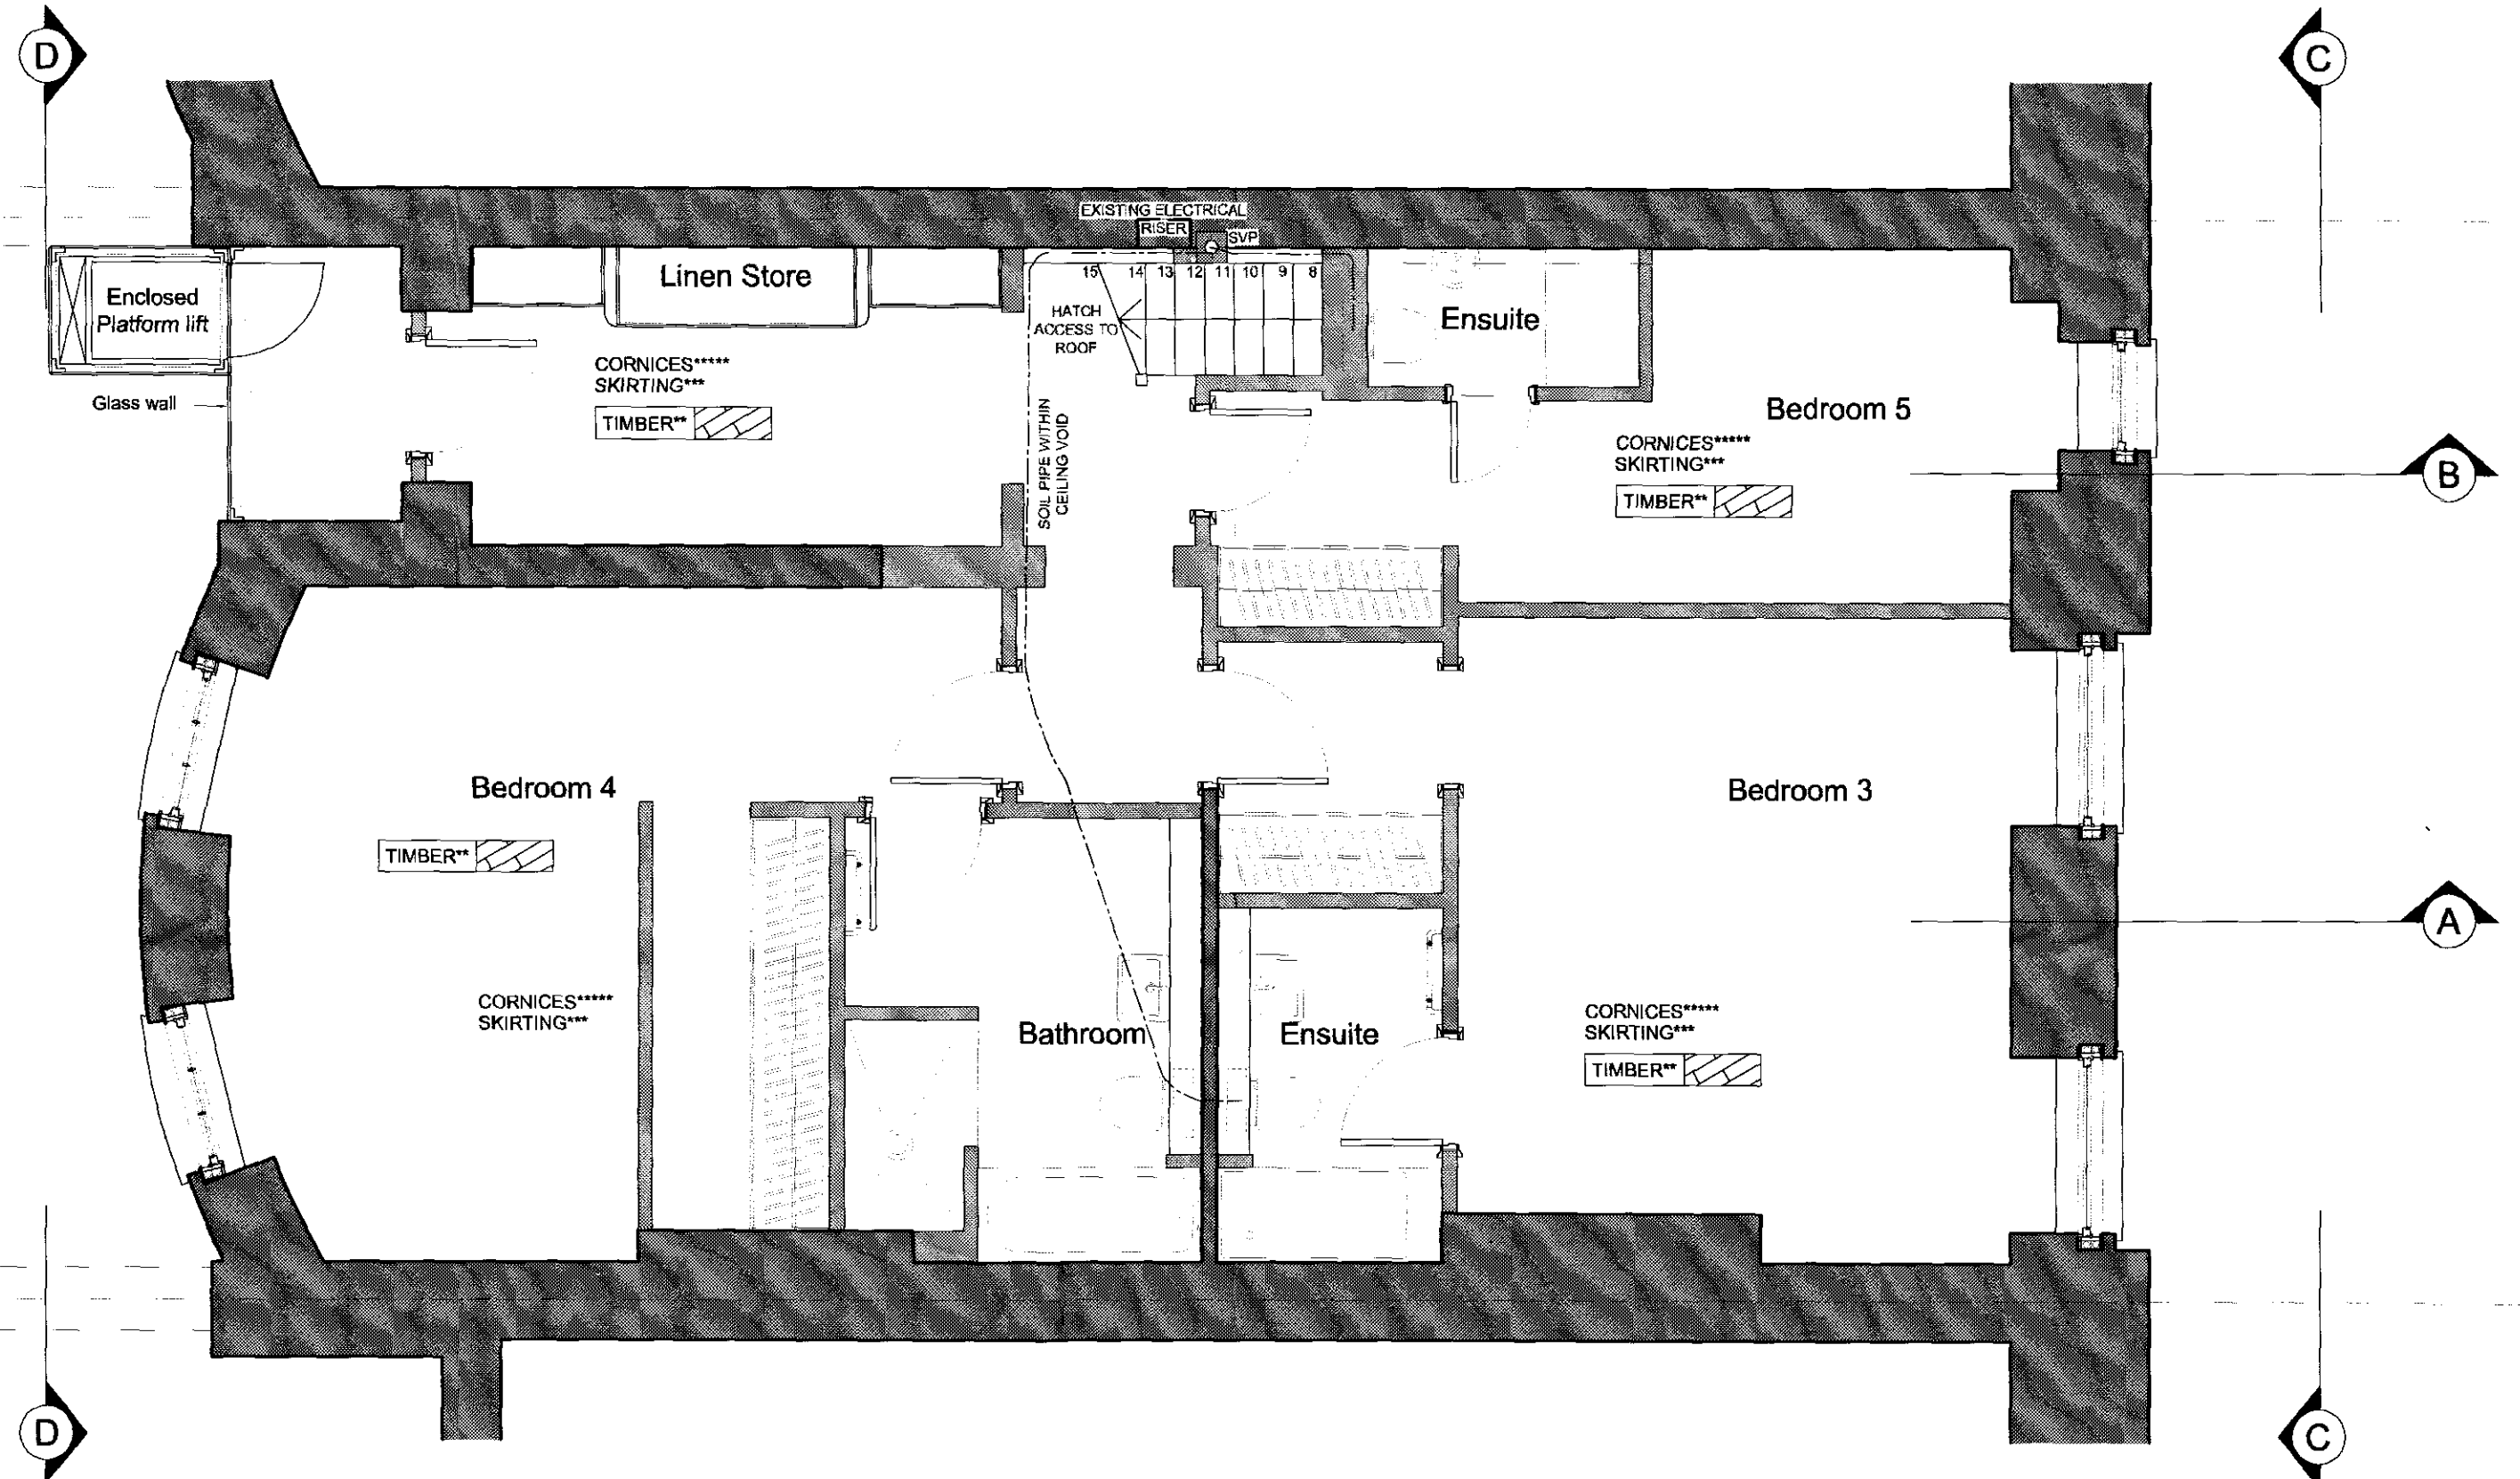 D
C
EXISTING ELECTRICAL
RISER
SVP
Linen Store
Enclosed
Platform lift
15 14 13 12 11 10 9 8
HATCH
ACCESS TO
ROOF
Ensuite
CORNICES*****
SKIRTING***
TIMBER**
Glass wall
SOIL PIPE WITHIN
CEILING VOID
Bedroom 5
CORNICES*****
SKIRTING***
TIMBER**
B
Bedroom 4
TIMBER**
Bedroom 3
A
CORNICES*****
SKIRTING***
Bathroom
Ensuite
CORNICES*****
SKIRTING***
TIMBER**
D
C